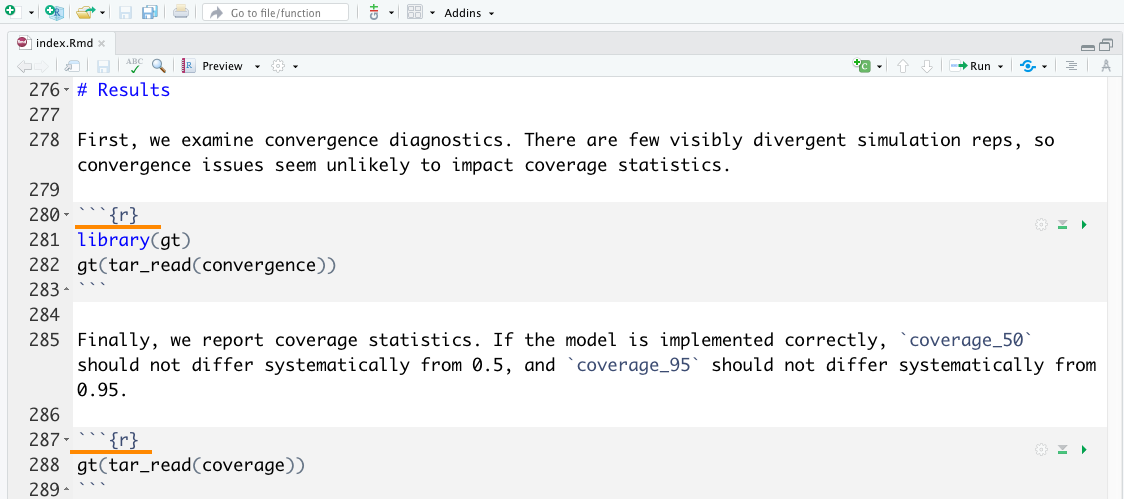 Go to file/function
Addins
index.Rmd
ABC
Preview
Run
276 # Results
277
278 First, we examine convergence diagnostics. There are few visibly divergent simulation reps, so
convergence issues seem unlikely to impact coverage statistics.
279
280 ```{r}
281 library(gt)
282 gt(tar_read(convergence))
283 ```
284
285 Finally, we report coverage statistics. If the model is implemented correctly, `coverage_50`
should not differ systematically from 0.5, and `coverage_95` should not differ systematically from
0.95.
286
287 ```{r}
288 gt(tar_read(coverage))
289 ```